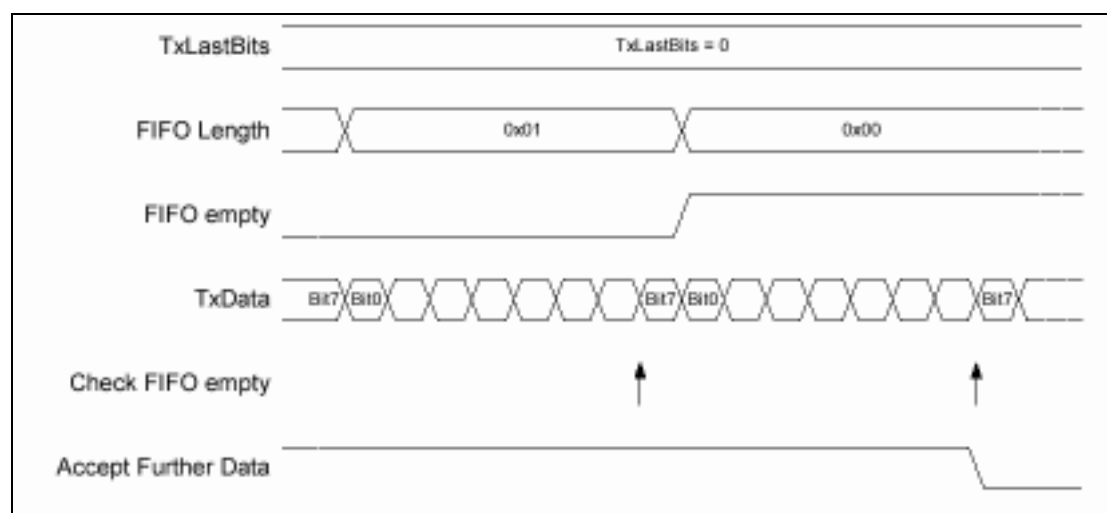 TxLastBits
TxLastBits = 0
FIFO Length
0x01
0x00
FIFO empty
TxData
Bit7
Bit0
Bit7
Bit0
Bit7
Check FIFO empty
Accept Further Data